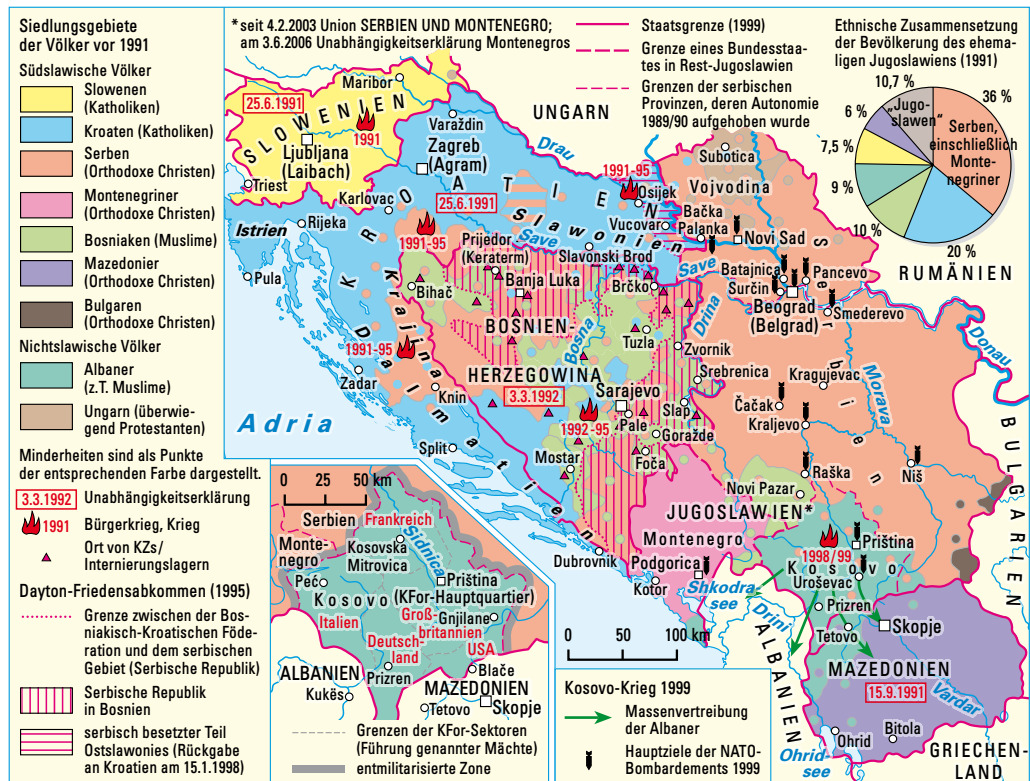 Siedlungsgebiete
der Völker vor 1991
Südslawische Völker
Slowenen
(Katholiken)
Kroaten (Katholiken)
Serben
(Orthodoxe Christen)
Montenegriner
(Orthodoxe Christen)
Bosniaken (Muslime)
Mazedonier
(Orthodoxe Christen)
Bulgaren
(Orthodoxe Christen)
Nichtslawische Völker
Albaner
(z.T. Muslime)
Ungarn (überwie-
gend Protestanten)
Minderheiten sind als Punkte
der entsprechenden Farbe dargestellt.
3.3.1992 Unabhängigkeitserklärung
1991 Bürgerkrieg, Krieg
Ort von KZs/
Internierungslagern
Dayton-Friedensabkommen (1995)
Grenze zwischen der Bos-
niakisch-Kroatischen Föde-
ration und dem serbischen
Gebiet (Serbische Republik)
Serbische Republik
in Bosnien
serbisch besetzter Teil
Ostslawonies (Rückgabe
an Kroatien am 15.1.1998)
*seit 4.2.2003 Union SERBIEN UND MONTENEGRO;
am 3.6.2006 Unabhängigkeitserklärung Montenegros
Staatsgrenze (1999)
Grenze eines Bundesstaa-
tes in Rest-Jugoslawien
Grenzen der serbischen
Provinzen, deren Autonomie
1989/90 aufgehoben wurde
Ethnische Zusammensetzung
der Bevölkerung des ehema-
ligen Jugoslawiens (1991)
10,7 %
36 %
6 %
„Jugo-
slawen“
Serben,
einschließlich
Monte-
negriner
7,5 %
9 %
10 %
20 %
UNGARN
RUMÄNIEN
BULGARIEN
GRIECHEN-
LAND
ALBANIEN
Adria
SLOWENIEN
25.6.1991
1991
Maribor
Ljubljana
(Laibach)
Triest
KROATIEN
25.6.1991
Varaždin
Zagreb
(Agram)
Karlovac
Rijeka
Istrien
Pula
Drau
1991-95
Osijek
Vucovar
Slawonien
Save
Slavonski Brod
1991-95
Krajina
1991-95
Dalmatien
Zadar
Knin
Split
Dubrovnik
BOSNIEN-
HERZEGOWINA
3.3.1992
Prijedor
(Keraterm)
Banja Luka
Bihać
Brčko
Bosna
Drina
Tuzla
Zvornik
Srebrenica
Sarajevo
Pale
Slap
Goražde
Foča
1992-95
Mostar
Subotica
Vojvodina
Bačka
Palanka
Novi Sad
Save
Batajnica
Surčin
Pancevo
Beograd
(Belgrad)
Smederevo
Donau
Serbien
Morava
Kragujevac
Čačak
Kraljevo
Raška
Niš
Novi Pazar
JUGOSLAWIEN*
Montenegro
Podgorica
Kotor
Shkodra-
see
Drin
1998/99
Priština
Kosovo
Uroševac
Prizren
Tetovo
Skopje
MAZEDONIEN
15.9.1991
Vardar
Ohrid
Bitola
Ohrid-
see
0 50 100 km
Kosovo-Krieg 1999
Massenvertreibung
der Albaner
Hauptziele der NATO-
Bombardements 1999
0 25 50 km
Serbien
Frankreich
Monte-
negro
Kosovska
Mitrovica
Sidnica
Peć
Priština
(KFor-Hauptquartier)
Kosovo
Italien
Groß-
britannien
Gnjilane
Deutsch-
land
USA
Prizren
Blače
ALBANIEN
Kukës
MAZEDONIEN
Tetovo
Skopje
Grenzen der KFor-Sektoren
(Führung genannter Mächte)
entmilitarisierte Zone